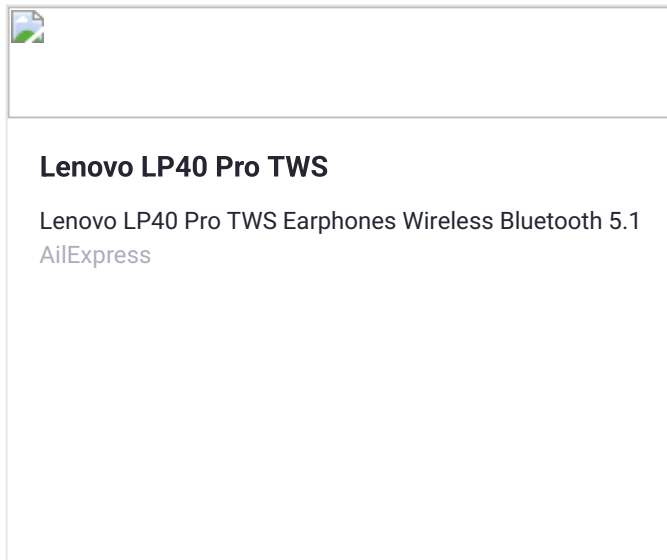 Lenovo LP40 Pro TWS
Lenovo LP40 Pro TWS Earphones Wireless Bluetooth 5.1
AilExpress